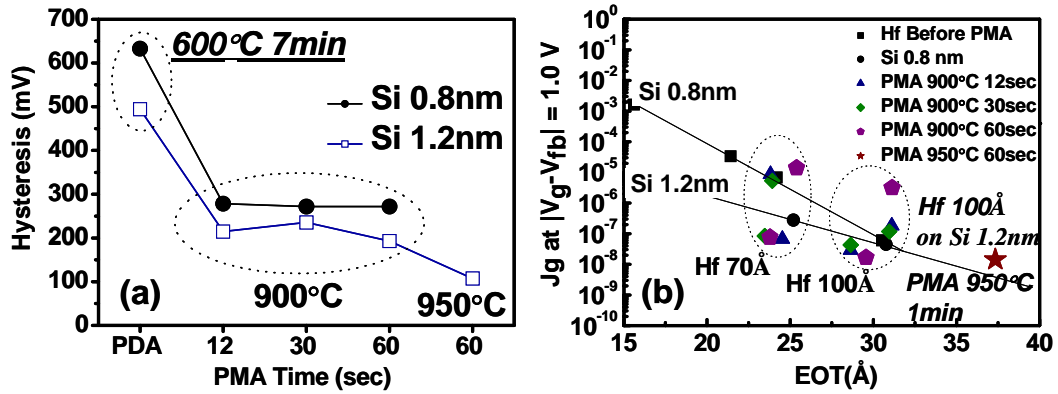 700
600
500
400
300
200
100
0
Hysteresis (mV)
600°C 7min
Si 0.8nm
Si 1.2nm
(a)
900°C
950°C
PDA 12 30 60 60
PMA Time (sec)
10^0
10^-1
10^-2
10^-3
10^-4
10^-5
10^-6
10^-7
10^-8
10^-9
10^-10
Jg at |Vg-Vfb| = 1.0 V
Hf Before PMA
Si 0.8 nm
PMA 900°C 12sec
PMA 900°C 30sec
PMA 900°C 60sec
PMA 950°C 60sec
Si 0.8nm
Si 1.2nm
Hf 70Å
Hf 100Å
Hf 100Å
on Si 1.2nm
PMA 950°C
1min
(b)
15 20 25 30 35 40
EOT(Å)